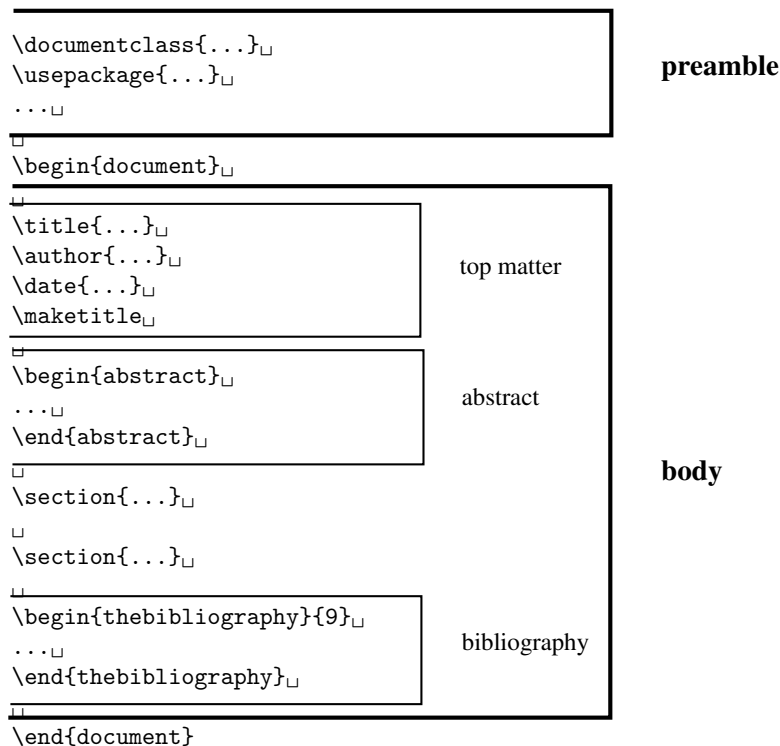 \documentclass{...}␣
\usepackage{...}␣
preamble
...␣
␣
\begin{document}␣
␣
\title{...}␣
\author{...}␣
top matter
\date{...}␣
\maketitle␣
␣
\begin{abstract}␣
abstract
...␣
\end{abstract}␣
␣
body
\section{...}␣
␣
\section{...}␣
␣
\begin{thebibliography}{9}␣
bibliography
...␣
\end{thebibliography}␣
␣
\end{document}